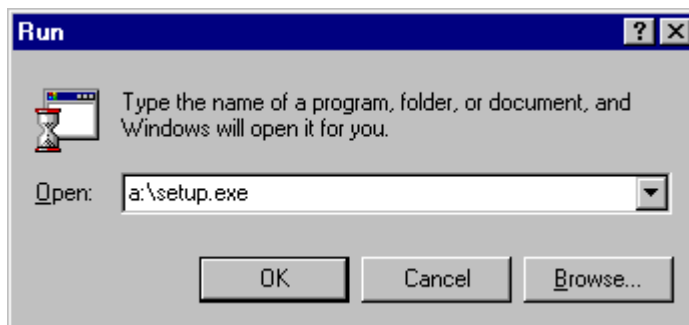 Run
Type the name of a program, folder, or document, and
Windows will open it for you.
Open: a:\setup.exe
OK Cancel Browse...